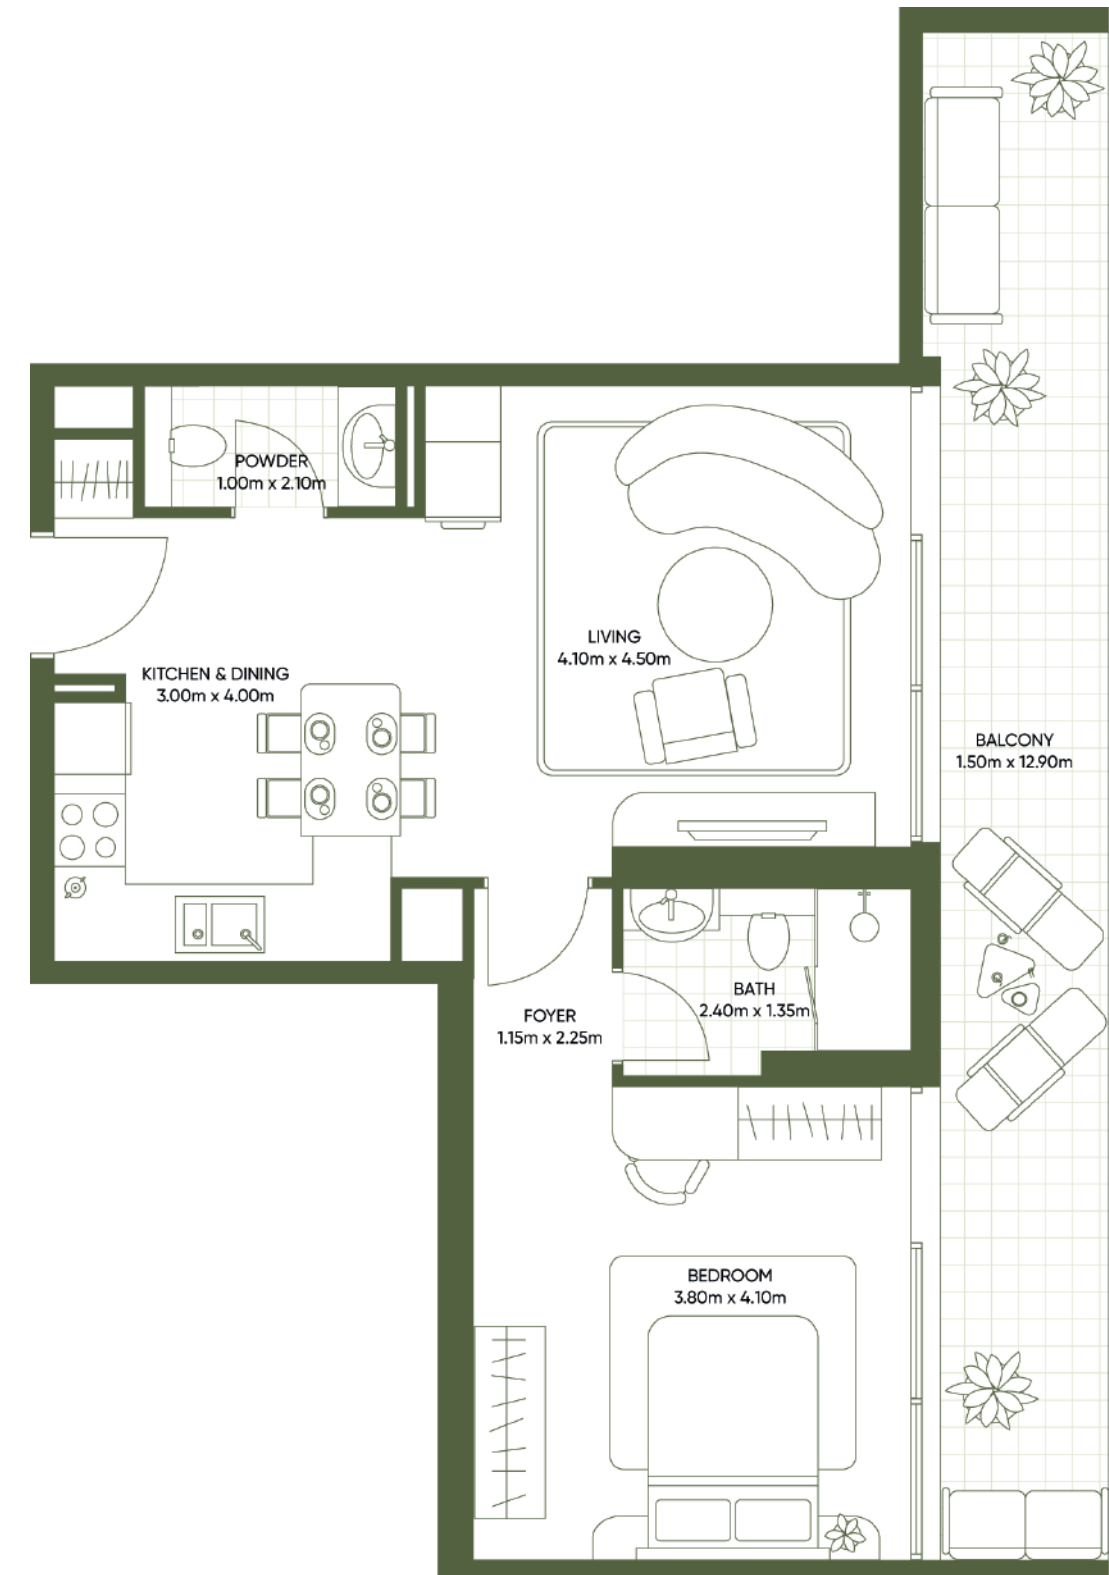 POWDER
1.00m x 2.10m
LIVING
4.10m x 4.50m
KITCHEN & DINING
3.00m x 4.00m
BALCONY
1.50m x 12.90m
BATH
2.40m x 1.35m
FOYER
1.15m x 2.25m
BEDROOM
3.80m x 4.10m